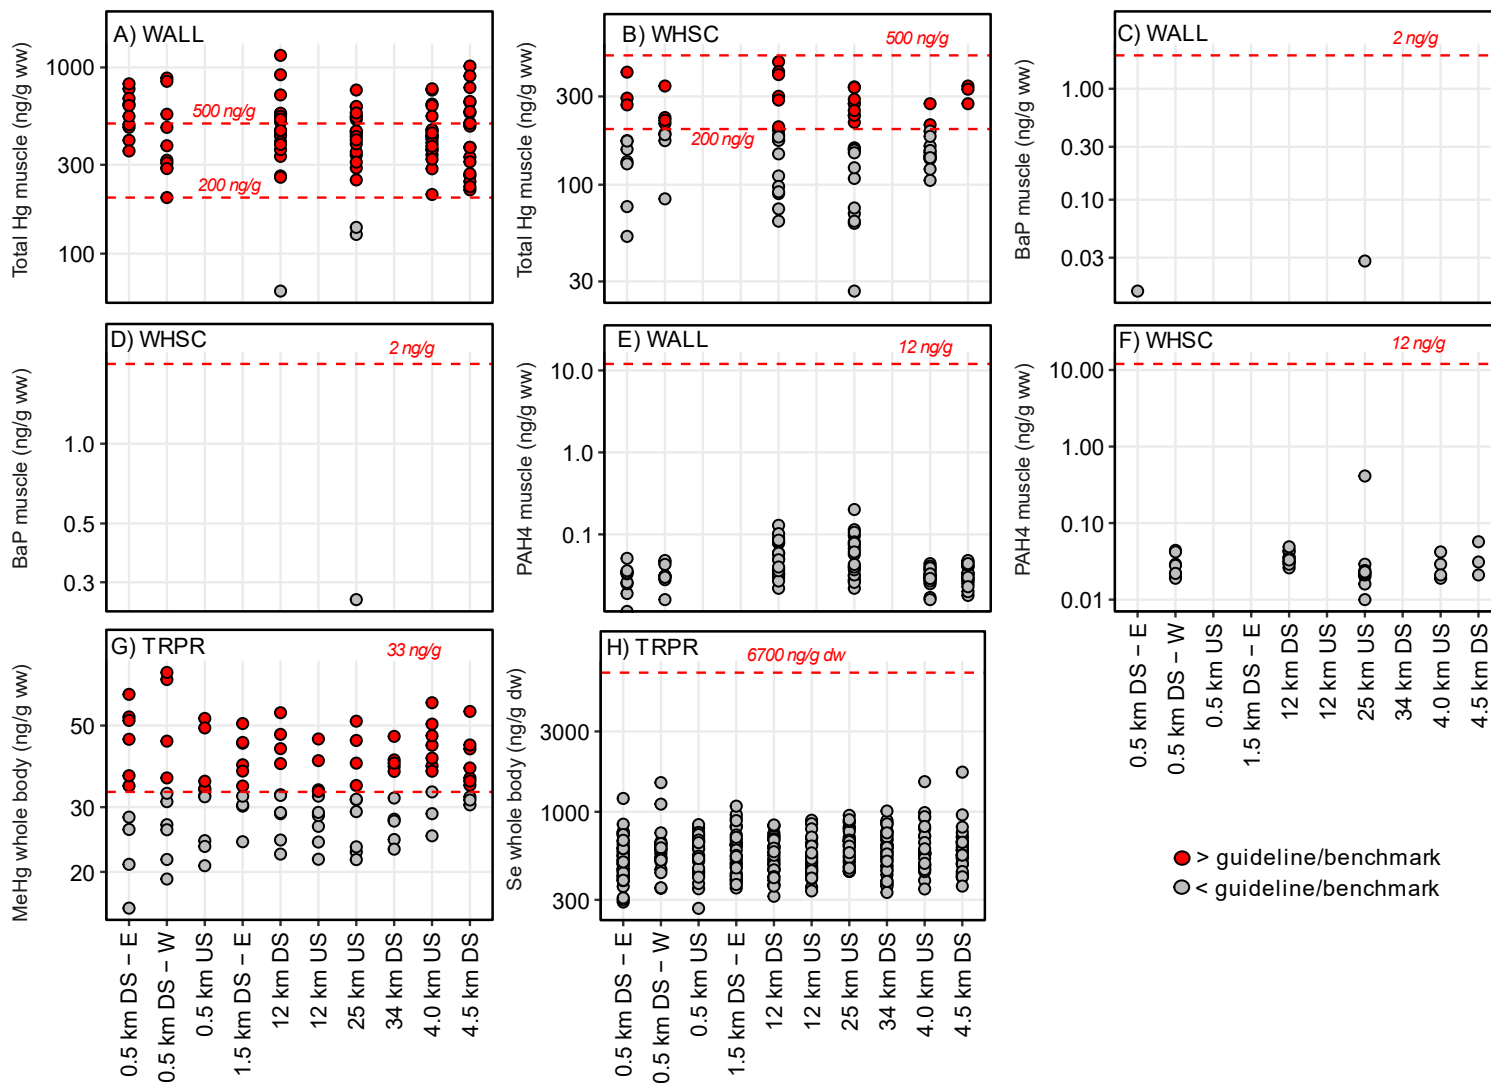 A) WALL
Total Hg muscle (ng/g ww)
1000
300
100
500 ng/g
200 ng/g
B) WHSC
Total Hg muscle (ng/g ww)
300
100
30
500 ng/g
200 ng/g
C) WALL
BaP muscle (ng/g ww)
1.00
0.30
0.10
0.03
2 ng/g
D) WHSC
BaP muscle (ng/g ww)
1.0
0.5
0.3
2 ng/g
E) WALL
PAH4 muscle (ng/g ww)
10.0
1.0
0.1
12 ng/g
F) WHSC
PAH4 muscle (ng/g ww)
10.00
1.00
0.10
0.01
12 ng/g
0.5 km DS – E
0.5 km DS – W
0.5 km US
1.5 km DS – E
12 km DS
12 km US
25 km US
34 km DS
4.0 km US
4.5 km DS
G) TRPR
MeHg whole body (ng/g ww)
50
30
20
33 ng/g
0.5 km DS – E
0.5 km DS – W
0.5 km US
1.5 km DS – E
12 km DS
12 km US
25 km US
34 km DS
4.0 km US
4.5 km DS
H) TRPR
Se whole body (ng/g dw)
3000
1000
300
6700 ng/g dw
0.5 km DS – E
0.5 km DS – W
0.5 km US
1.5 km DS – E
12 km DS
12 km US
25 km US
34 km DS
4.0 km US
4.5 km DS
> guideline/benchmark
< guideline/benchmark